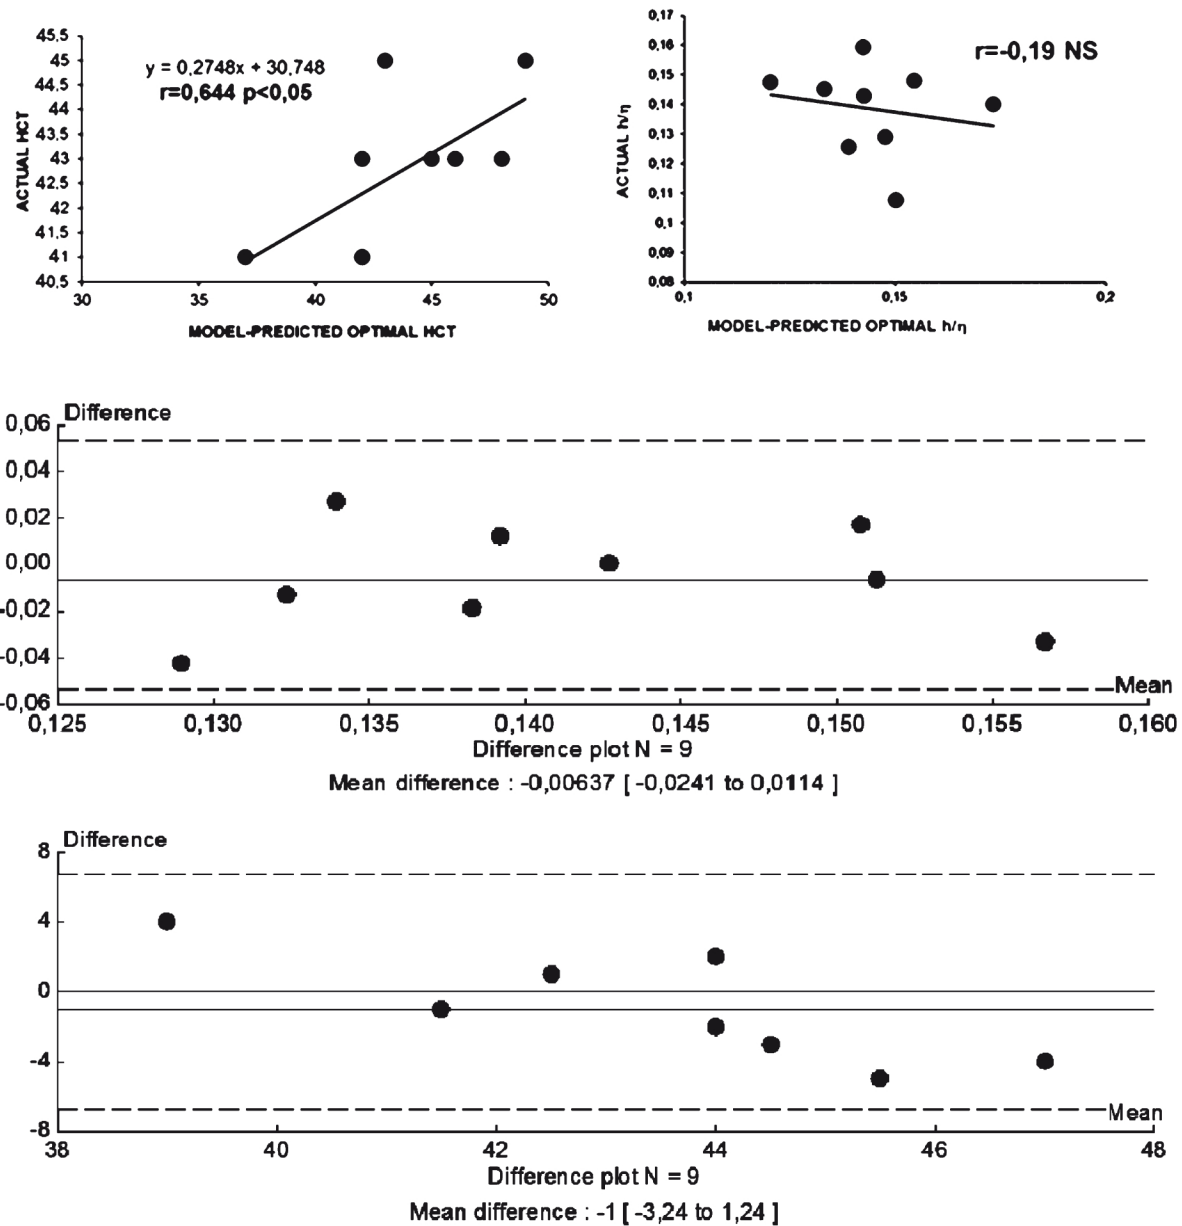 45.5
45
44.5
44
43.5
43
42.5
42
41.5
41
40.5
ACTUAL HCT
y = 0.2748x + 30.748
r=0,644 p<0,05
30 35 40 45 50
MODEL-PREDICTED OPTIMAL HCT
0,17
0,16
0,15
0,14
0,13
0,12
0,11
0,1
0,09
0,08
ACTUAL h/η
r=-0,19 NS
0,1 0,15 0,2
MODEL-PREDICTED OPTIMAL h/η
Difference
0,06
0,04
0,02
0,00
-0,02
-0,04
-0,06
Mean
0,125 0,130 0,135 0,140 0,145 0,150 0,155 0,160
Difference plot N = 9
Mean difference : -0,00637 [ -0,0241 to 0,0114 ]
Difference
8
4
0
-4
-8
Mean
38 40 42 44 46 48
Difference plot N = 9
Mean difference : -1 [ -3,24 to 1,24 ]